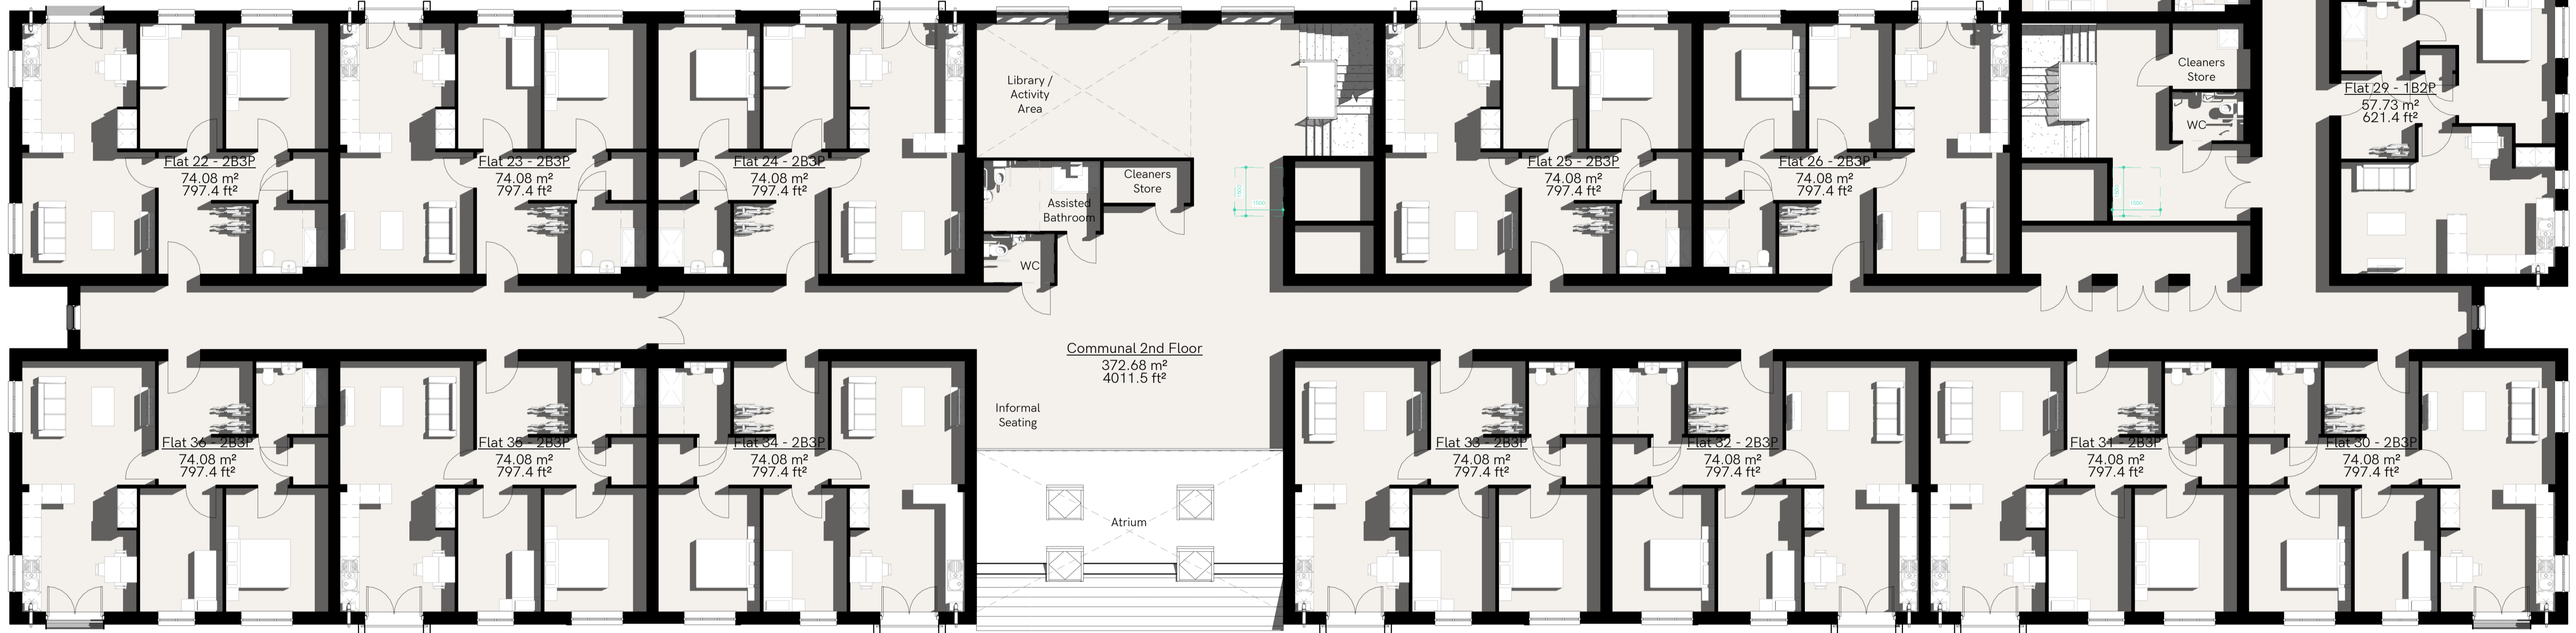 Flat 22 - 2B3P
74.08 m²
797.4 ft²
Flat 23 - 2B3P
74.08 m²
797.4 ft²
Flat 24 - 2B3P
74.08 m²
797.4 ft²
Library /
Activity
Area
Assisted
Bathroom
Cleaners
Store
WC
1500
1500
Flat 25 - 2B3P
74.08 m²
797.4 ft²
Flat 26 - 2B3P
74.08 m²
797.4 ft²
Cleaners
Store
WC
1500
1500
Flat 29 - 1B2P
57.73 m²
621.4 ft²
Communal 2nd Floor
372.68 m²
4011.5 ft²
Informal
Seating
Atrium
Flat 36 - 2B3P
74.08 m²
797.4 ft²
Flat 35 - 2B3P
74.08 m²
797.4 ft²
Flat 34 - 2B3P
74.08 m²
797.4 ft²
Flat 33 - 2B3P
74.08 m²
797.4 ft²
Flat 32 - 2B3P
74.08 m²
797.4 ft²
Flat 31 - 2B3P
74.08 m²
797.4 ft²
Flat 30 - 2B3P
74.08 m²
797.4 ft²